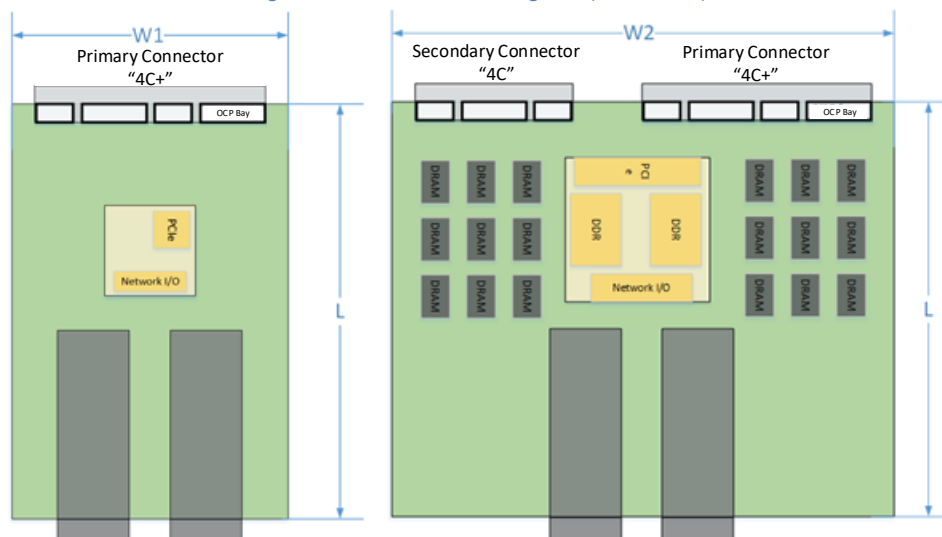 W1
Primary Connector
“4C+”
OCP Bay
PCIe
Network I/O
L
W2
Secondary Connector
“4C”
Primary Connector
“4C+”
OCP Bay
DRAM DRAM DRAM
DRAM DRAM DRAM
DRAM DRAM DRAM
PCI
e
DDR DDR
Network I/O
DRAM DRAM DRAM
DRAM DRAM DRAM
DRAM DRAM DRAM
L